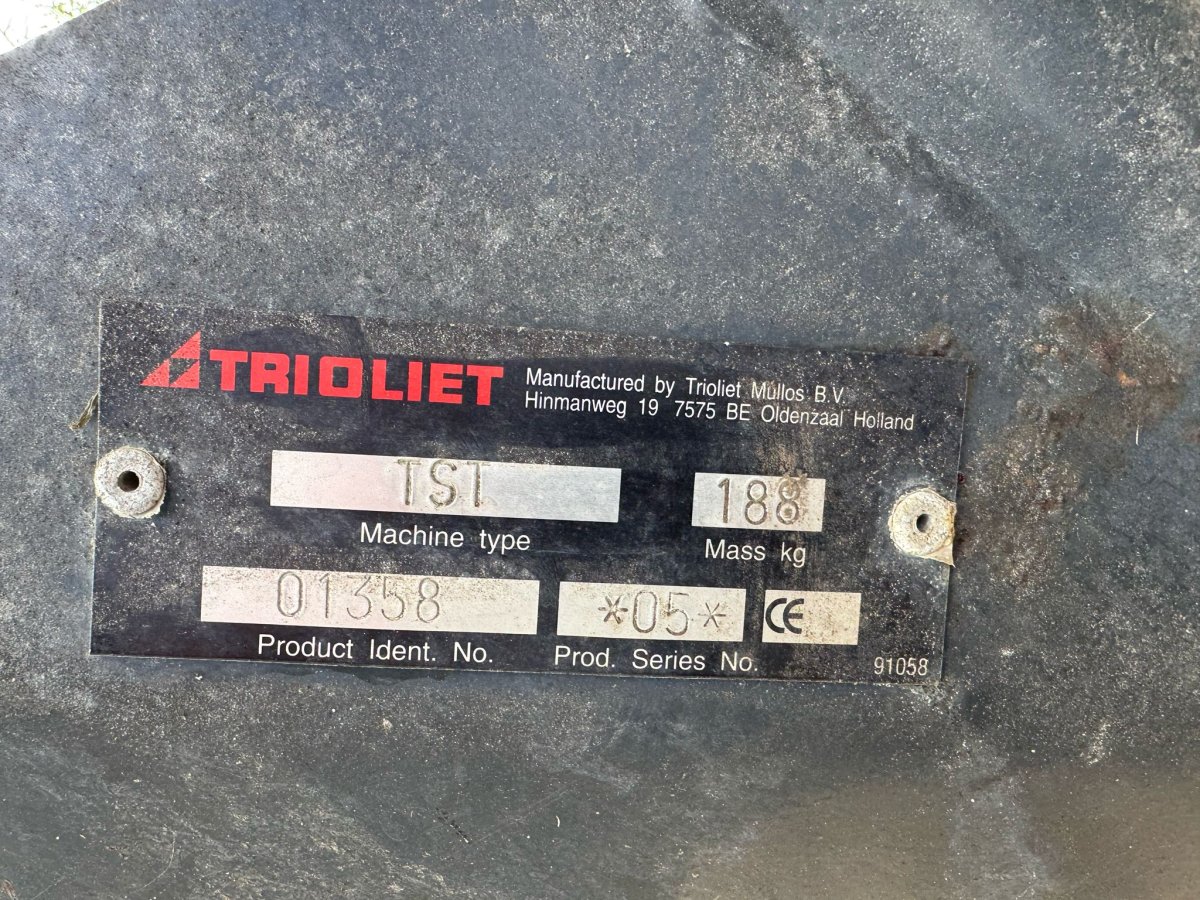 TRIOLIET
Manufactured by Trioliet Mullos B.V.
Hinmanweg 19 7575 BE Oldenzaal Holland
TST
188
Machine type
Mass kg
01358
*05*
CE
Product Ident. No.
Prod. Series No.
91058